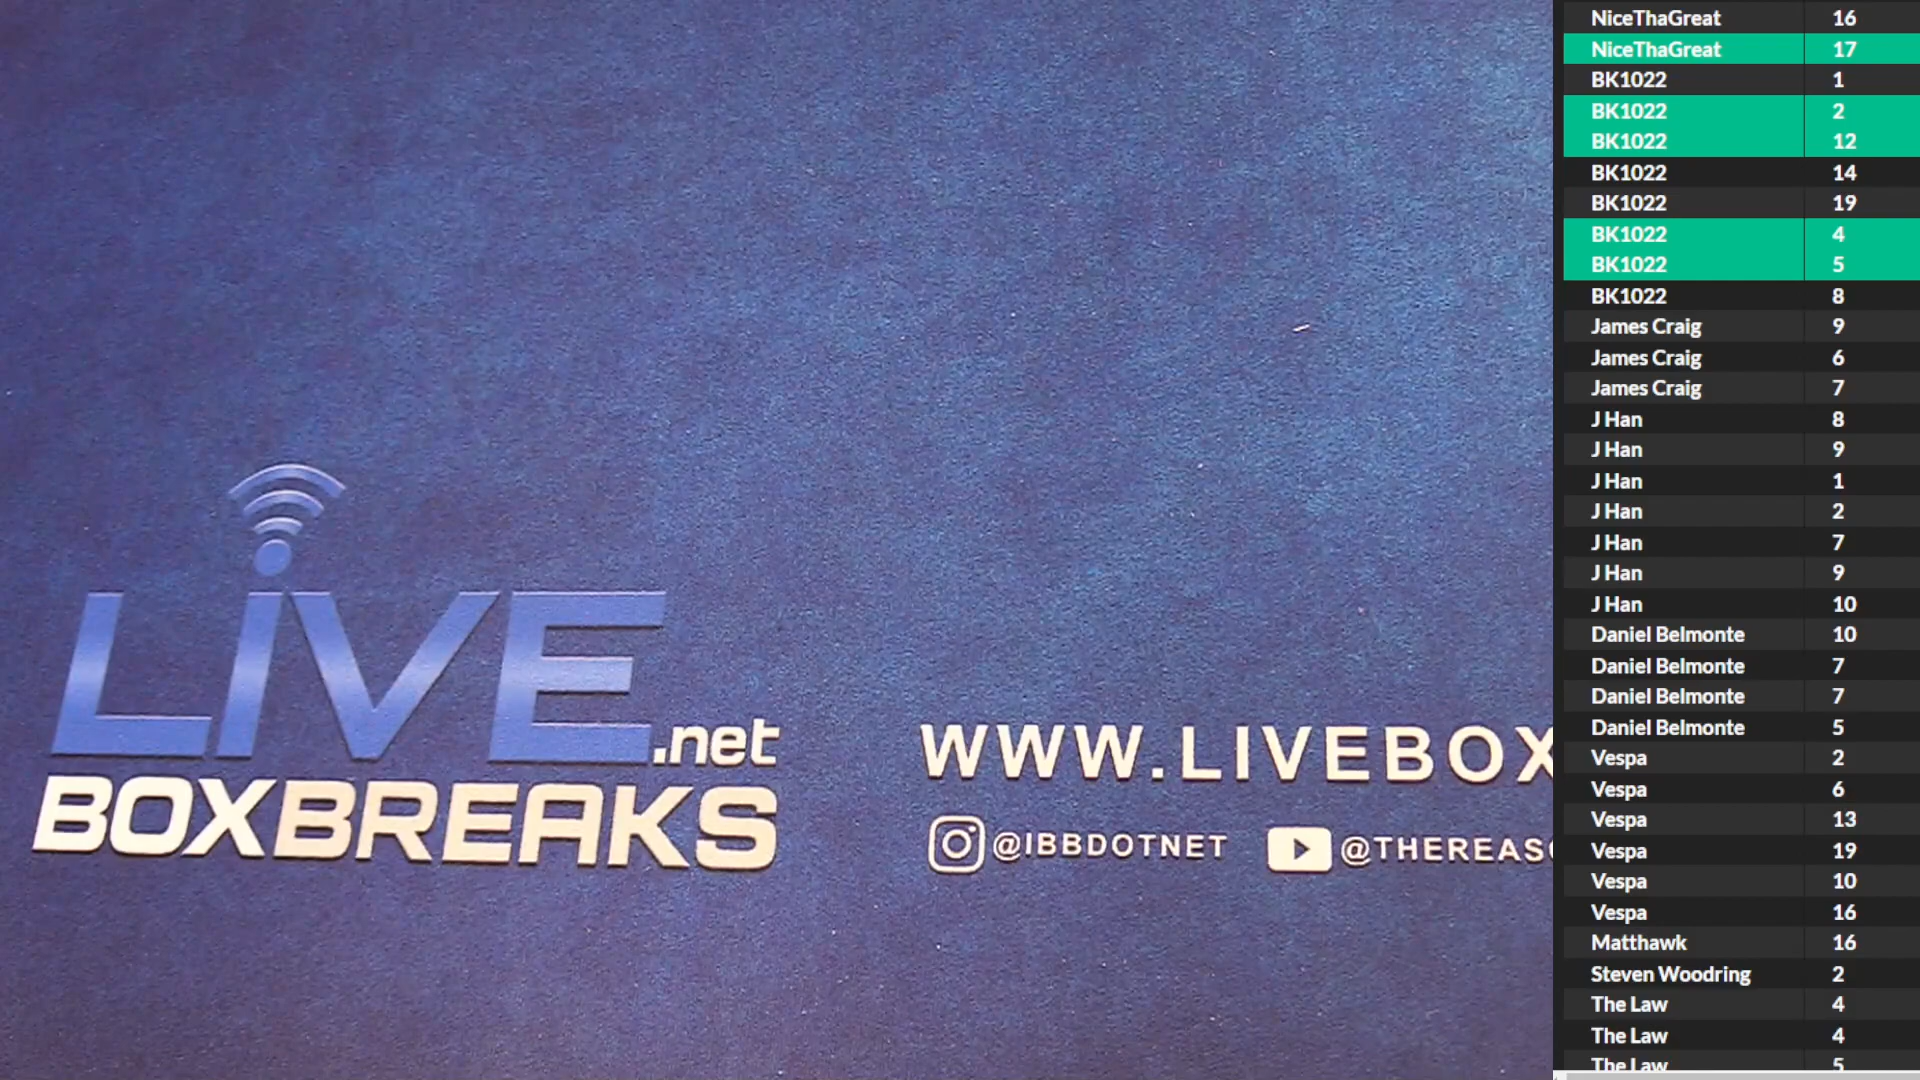 LIVE.net
BOXBREAKS
WWW.LIVEBOX
@IBBDOTNET
@THEREASO
NiceThaGreat 16
NiceThaGreat 17
BK1022 1
BK1022 2
BK1022 12
BK1022 14
BK1022 19
BK1022 4
BK1022 5
BK1022 8
James Craig 9
James Craig 6
James Craig 7
J Han 8
J Han 9
J Han 1
J Han 2
J Han 7
J Han 9
J Han 10
Daniel Belmonte 10
Daniel Belmonte 7
Daniel Belmonte 7
Daniel Belmonte 5
Vespa 2
Vespa 6
Vespa 13
Vespa 19
Vespa 10
Vespa 16
Matthawk 16
Steven Woodring 2
The Law 4
The Law 4
The Law 5